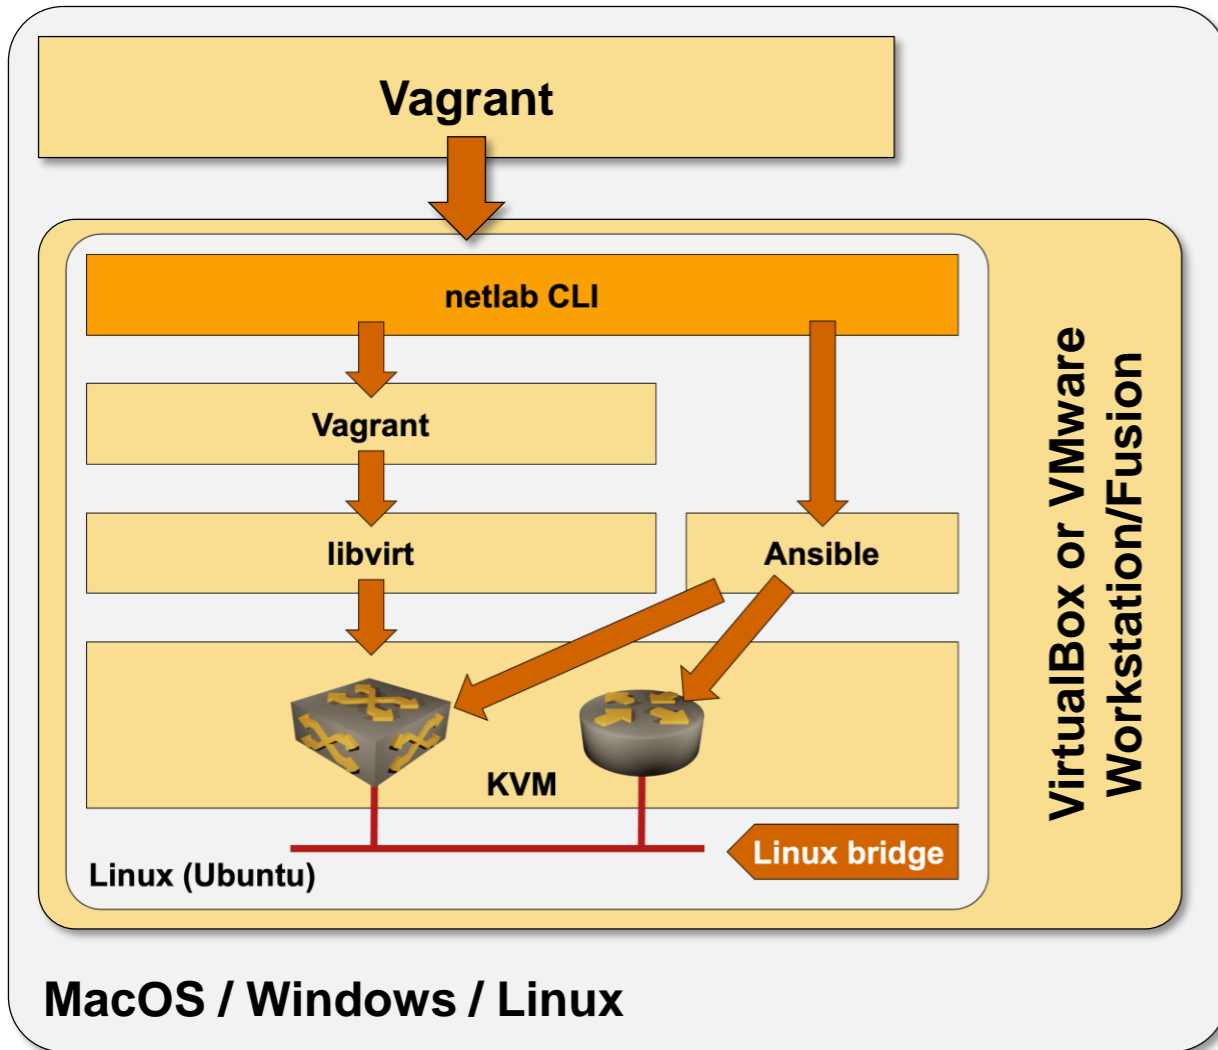 Vagrant
netlab CLI
Vagrant
libvirt
Ansible
KVM
Linux bridge
Linux (Ubuntu)
VirtualBox or VMware
Workstation/Fusion
MacOS / Windows / Linux